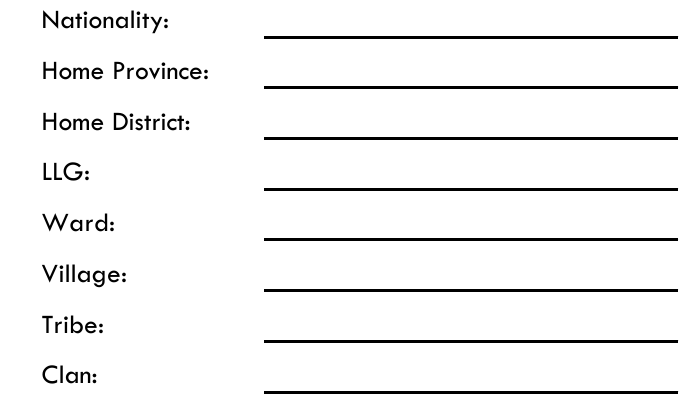 Nationality:
Home Province:
Home District:
LLG:
Ward:
Village:
Tribe:
Clan: